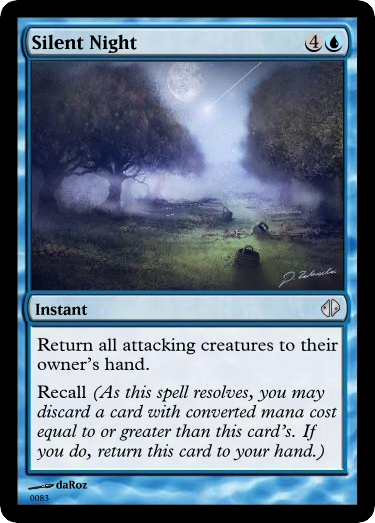 Silent Night 4
Instant
Return all attacking creatures to their
owner's hand.
Recall (As this spell resolves, you may
discard a card with converted mana cost
equal to or greater than this card's. If
you do, return this card to your hand.)
daRoz
0083